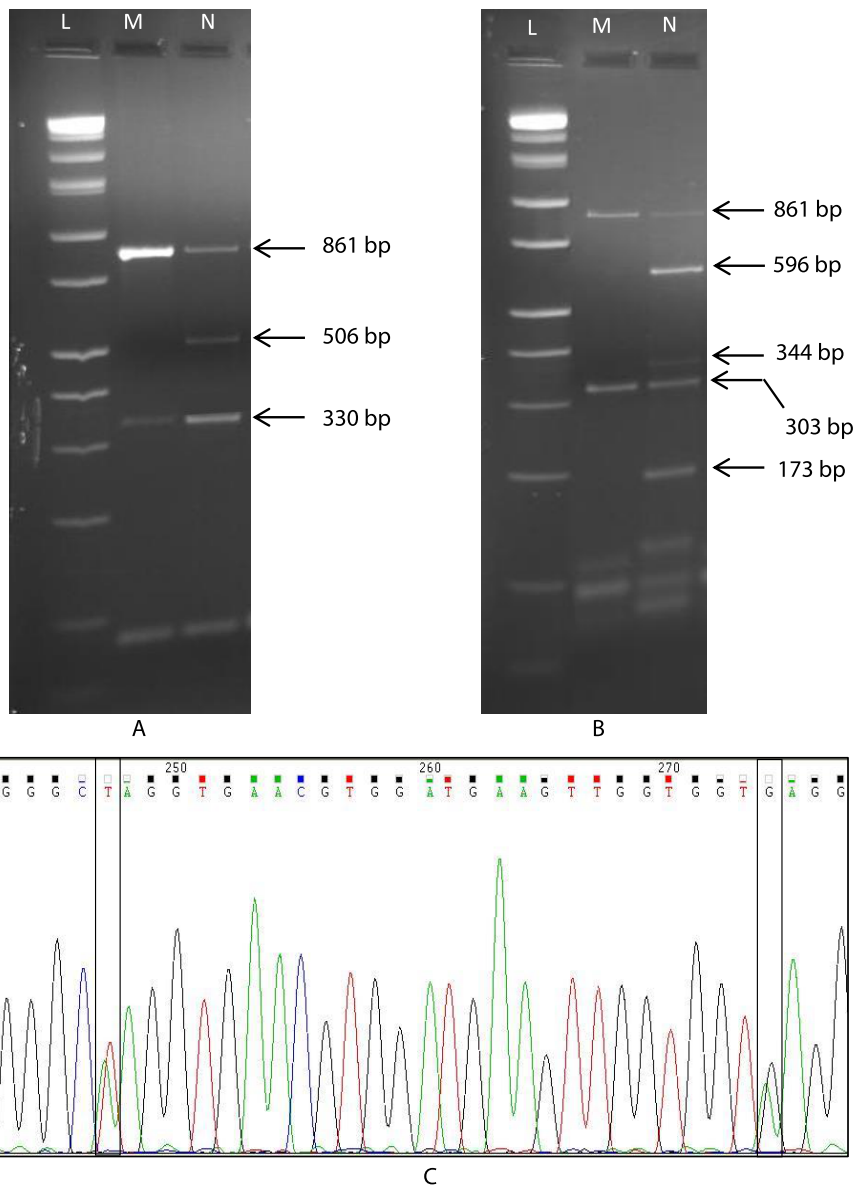 L M N
861 bp
506 bp
330 bp
A
L M N
861 bp
596 bp
344 bp
303 bp
173 bp
B
250 260 270
G G G C T A G G T G A A C G T G G A T G A A G T T G G T G G T G A G G
C